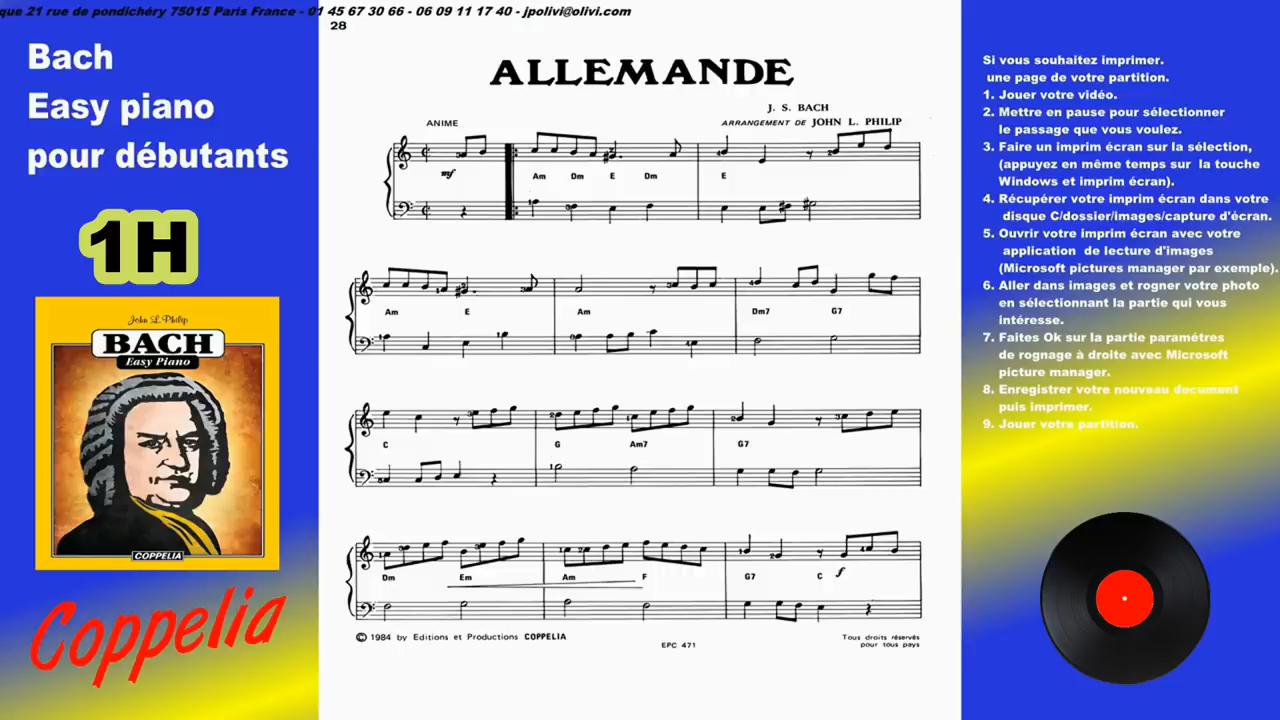 que 21 rue de pondichéry 75015 Paris France - 01 45 67 30 66 - 06 09 11 17 40 - jpolivi@olivi.com
28
Bach
Easy piano
pour débutants
1H
John L. Philip
BACH
Easy Piano
COPPELIA
Coppelia
ALLEMANDE
J. S. BACH
ARRANGEMENT DE JOHN L. PHILIP
ANIME
mf
Am Dm E Dm E
Am E Am Dm7 G7
C G Am7 G7
Dm Em Am F G7 C f
© 1984 by Editions et Productions COPPELIA
EPC 471
Tous droits réservés
pour tous pays
Si vous souhaitez imprimer.
une page de votre partition.
1. Jouer votre vidéo.
2. Mettre en pause pour sélectionner
le passage que vous voulez.
3. Faire un imprim écran sur la sélection,
(appuyez en même temps sur la touche
Windows et imprim écran).
4. Récupérer votre imprim écran dans votre
disque C/dossier/images/capture d'écran.
5. Ouvrir votre imprim écran avec votre
application de lecture d'images
(Microsoft pictures manager par exemple).
6. Aller dans images et rogner votre photo
en sélectionnant la partie qui vous
intéresse.
7. Faites Ok sur la partie paramétres
de rognage à droite avec Microsoft
picture manager.
8. Enregistrer votre nouveau document
puis imprimer.
9. Jouer votre partition.